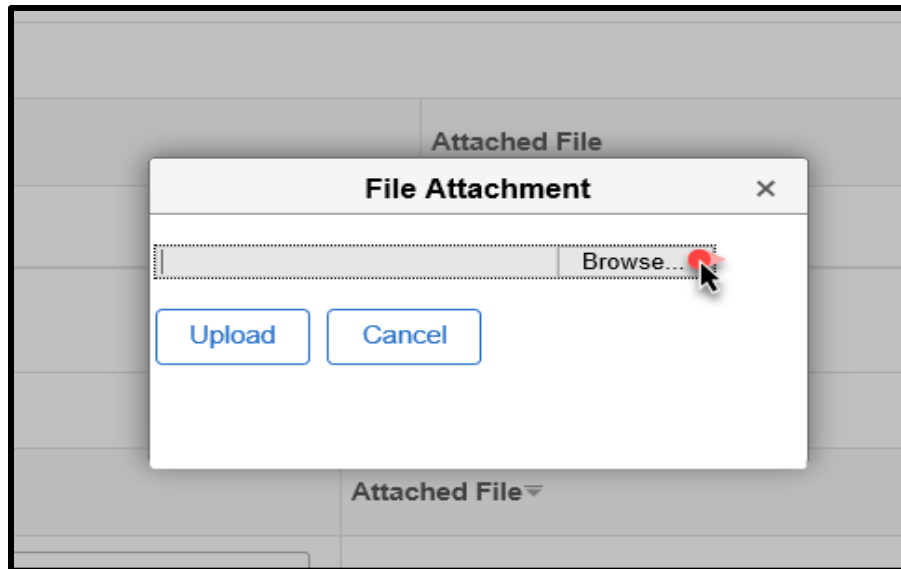 Attached File
File Attachment ×
Browse...
Upload Cancel
Attached File